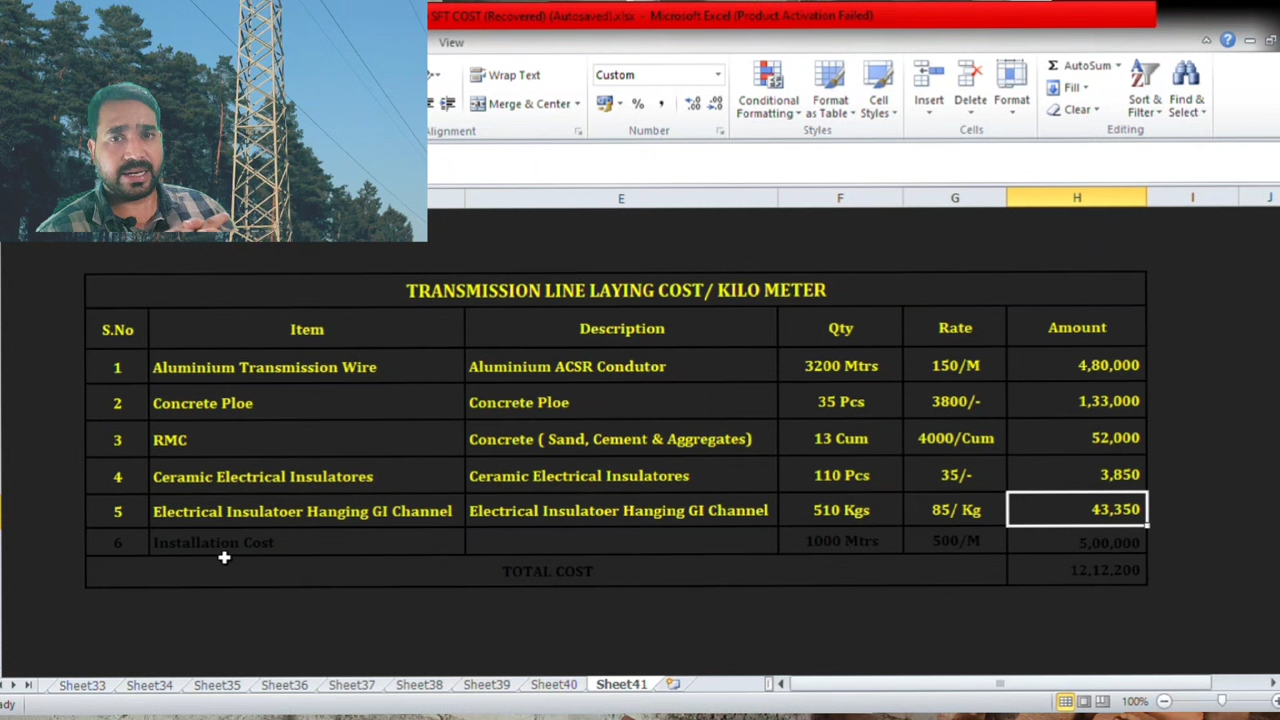 SFT COST (Recovered) (Autosaved).xlsx - Microsoft Excel (Product Activation Failed)
View
Wrap Text
Merge & Center
Alignment
Custom
%
,
Number
Conditional Formatting
Format as Table
Cell Styles
Styles
Insert
Delete
Format
Cells
Σ AutoSum
Fill
Clear
Sort & Filter
Find & Select
Editing
E F G H I J
TRANSMISSION LINE LAYING COST/ KILO METER
S.No Item Description Qty Rate Amount
1 Aluminium Transmission Wire Aluminium ACSR Condutor 3200 Mtrs 150/M 4,80,000
2 Concrete Ploe Concrete Ploe 35 Pcs 3800/- 1,33,000
3 RMC Concrete ( Sand, Cement & Aggregates) 13 Cum 4000/Cum 52,000
4 Ceramic Electrical Insulatores Ceramic Electrical Insulatores 110 Pcs 35/- 3,850
5 Electrical Insulatoer Hanging GI Channel Electrical Insulatoer Hanging GI Channel 510 Kgs 85/ Kg 43,350
6 Installation Cost 1000 Mtrs 500/M 5,00,000
TOTAL COST 12,12,200
Sheet33 Sheet34 Sheet35 Sheet36 Sheet37 Sheet38 Sheet39 Sheet40 Sheet41
ady 100%